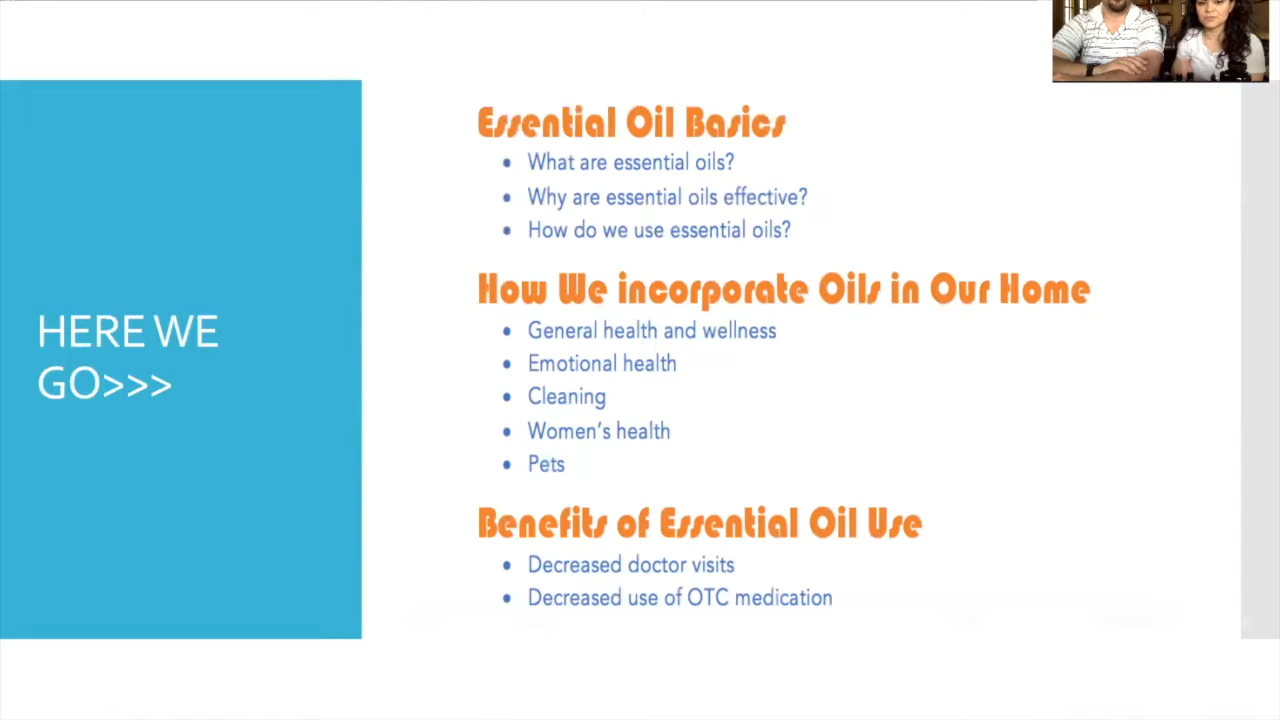 HERE WE
GO>>>
Essential Oil Basics
• What are essential oils?
• Why are essential oils effective?
• How do we use essential oils?
How We incorporate Oils in Our Home
• General health and wellness
• Emotional health
• Cleaning
• Women’s health
• Pets
Benefits of Essential Oil Use
• Decreased doctor visits
• Decreased use of OTC medication